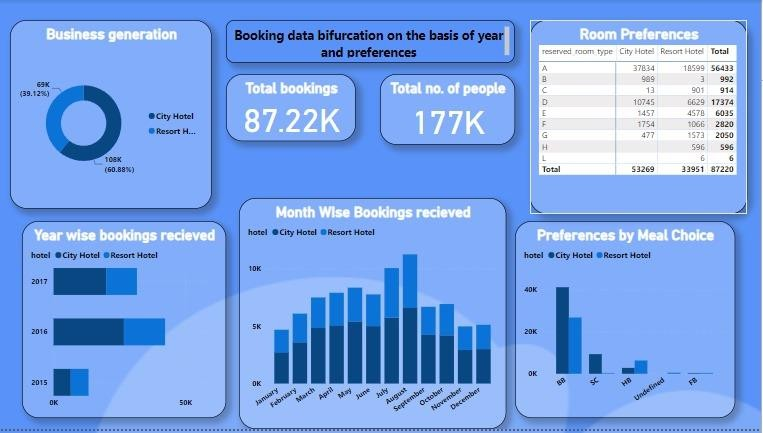 Business generation
69K
(39.12%)
108K
(60.88%)
City Hotel
Resort H...
Booking data bifurcation on the basis of year
and preferences
Total bookings
87.22K
Total no. of people
177K
Room Preferences
reserved_room_type City Hotel Resort Hotel Total
A 37834 18599 56433
B 989 3 992
C 13 901 914
D 10745 6629 17374
E 1457 4578 6035
F 1754 1066 2820
G 477 1573 2050
H 596 596
L 6 6
Total 53269 33951 87220
Year wise bookings recieved
hotel City Hotel Resort Hotel
2017
2016
2015
0K 50K
Month Wise Bookings recieved
hotel City Hotel Resort Hotel
10K
5K
0K
January February March April May June July August September October November December
Preferences by Meal Choice
hotel City Hotel Resort Hotel
40K
20K
0K
BB SC HB Undefined FB